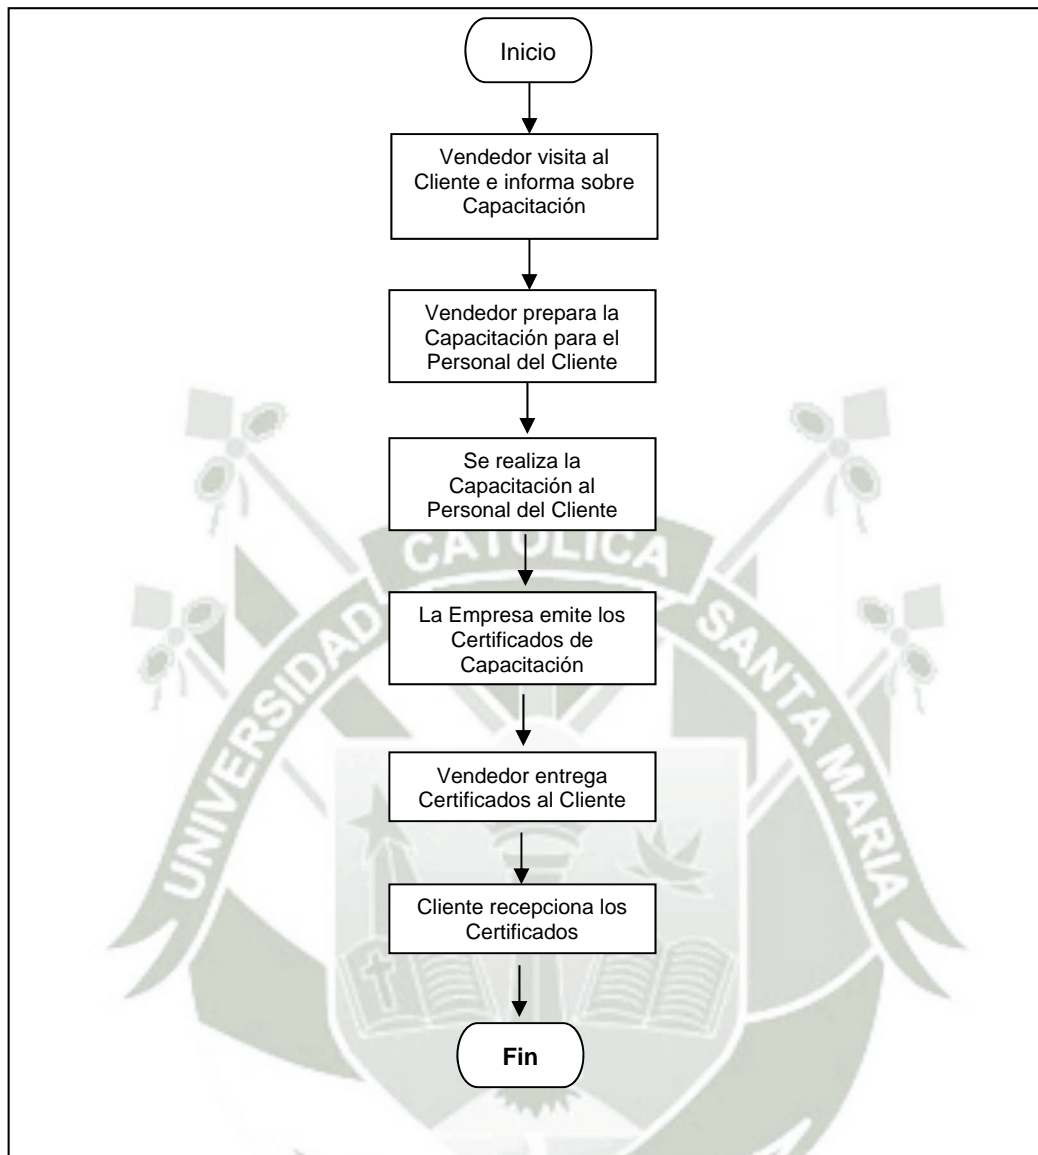 Inicio
Vendedor visita al
Cliente e informa sobre
Capacitación
Vendedor prepara la
Capacitación para el
Personal del Cliente
Se realiza la
Capacitación al
Personal del Cliente
CATOLICA
UNIVERSIDAD
SANTA MARIA
La Empresa emite los
Certificados de
Capacitación
Vendedor entrega
Certificados al Cliente
Cliente recepciona los
Certificados
Fin